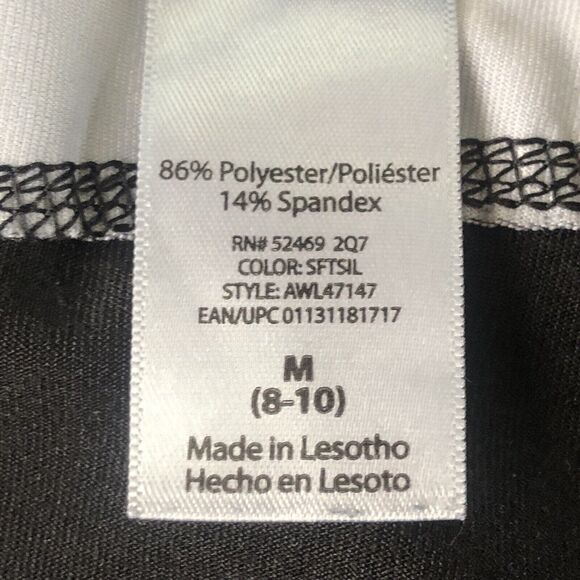 86% Polyester/Poliéster
14% Spandex
RN# 52469 2Q7
COLOR: SFTSIL
STYLE: AWL47147
EAN/UPC 01131181717
M
(8-10)
Made in Lesotho
Hecho en Lesoto